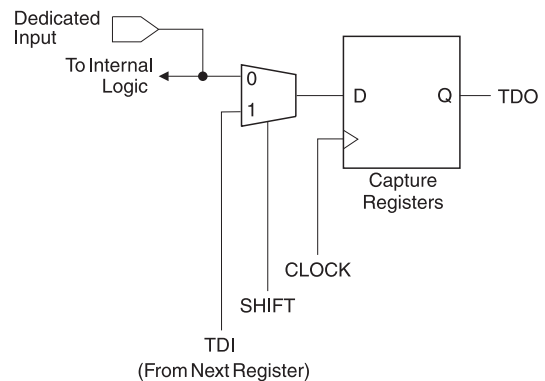 Dedicated
Input
To Internal
Logic
0
1
D
Q
TDO
Capture
Registers
CLOCK
SHIFT
TDI
(From Next Register)